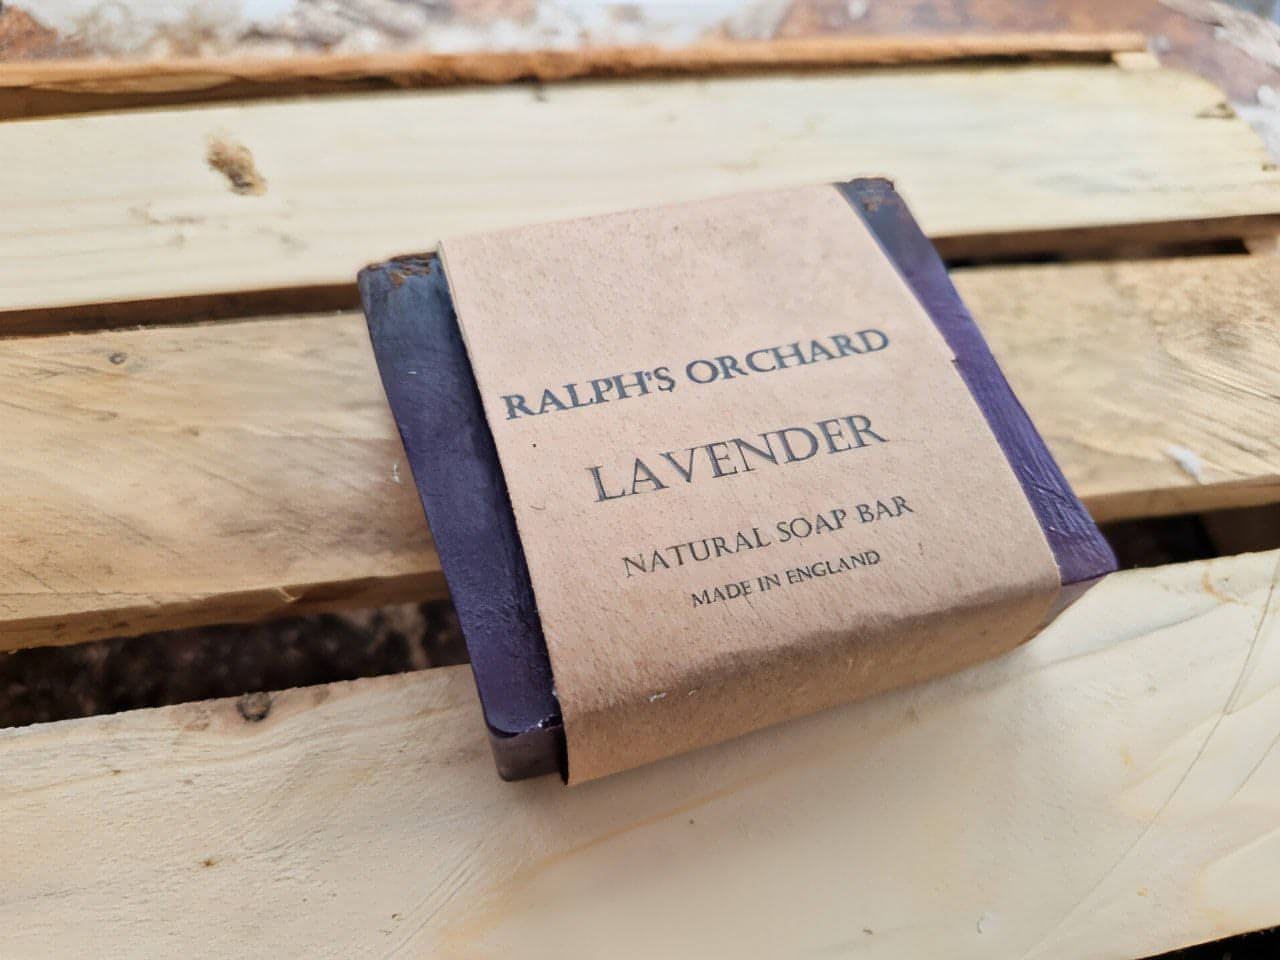 RALPH'S ORCHARD
LAVENDER
NATURAL SOAP BAR
MADE IN ENGLAND